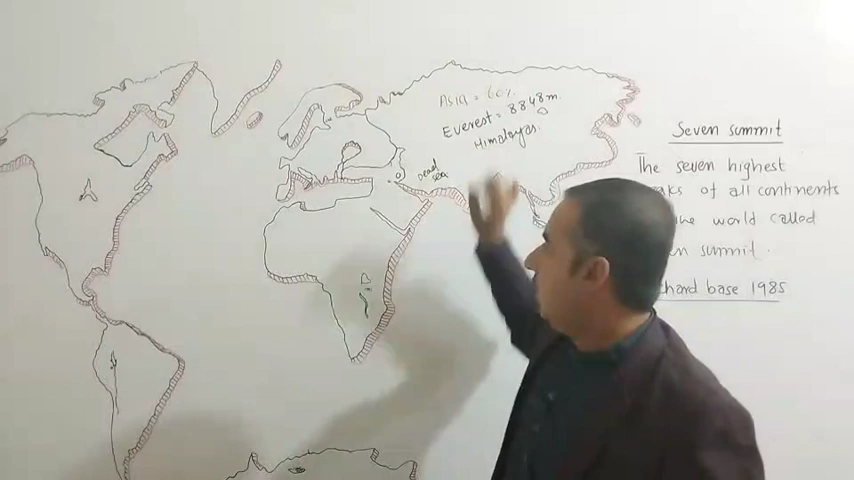 Asia = 60%.
Everest = 8848m.
Himalayas.
Dead
sea
Seven summit
The seven highest
of all continents
world called
summit.
base 1985